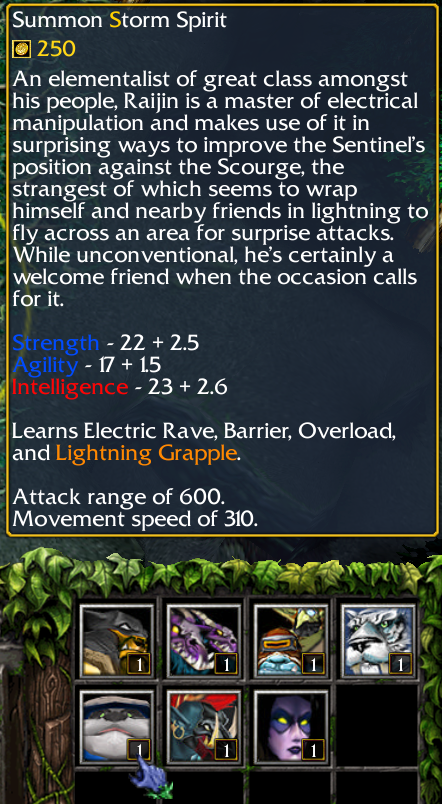 Summon Storm Spirit
250
An elementalist of great class amongst
his people, Raijin is a master of electrical
manipulation and makes use of it in
surprising ways to improve the Sentinel's
position against the Scourge, the
strangest of which seems to wrap
himself and nearby friends in lightning to
fly across an area for surprise attacks.
While unconventional, he's certainly a
welcome friend when the occasion calls
for it.
Strength - 22 + 2.5
Agility - 17 + 1.5
Intelligence - 23 + 2.6
Learns Electric Rave, Barrier, Overload,
and Lightning Grapple.
Attack range of 600.
Movement speed of 310.
1 1 1 1
1 1 1